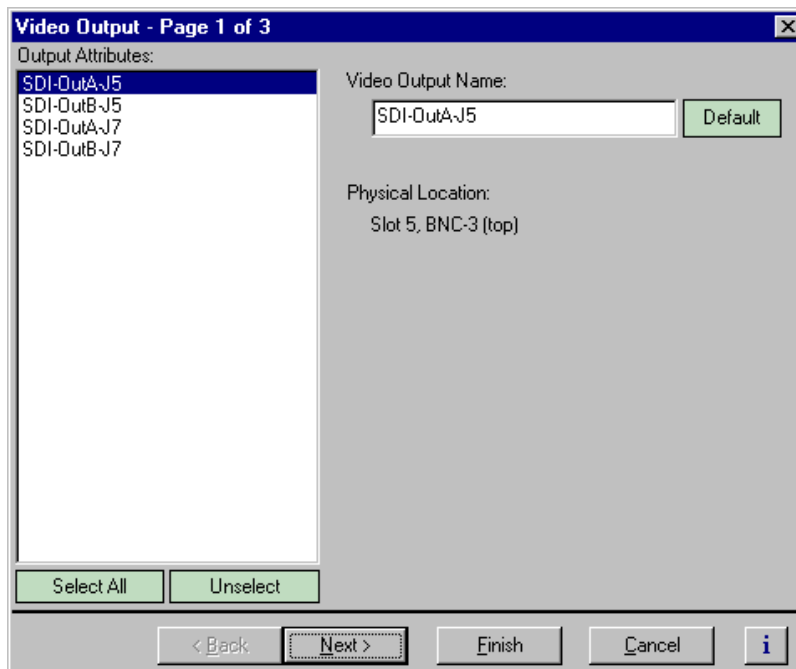 Video Output - Page 1 of 3
Output Attributes:
SDI-OutA-J5
SDI-OutB-J5
SDI-OutA-J7
SDI-OutB-J7
Select All
Unselect
Video Output Name:
SDI-OutA-J5
Default
Physical Location:
Slot 5, BNC-3 (top)
< Back
Next >
Finish
Cancel
i